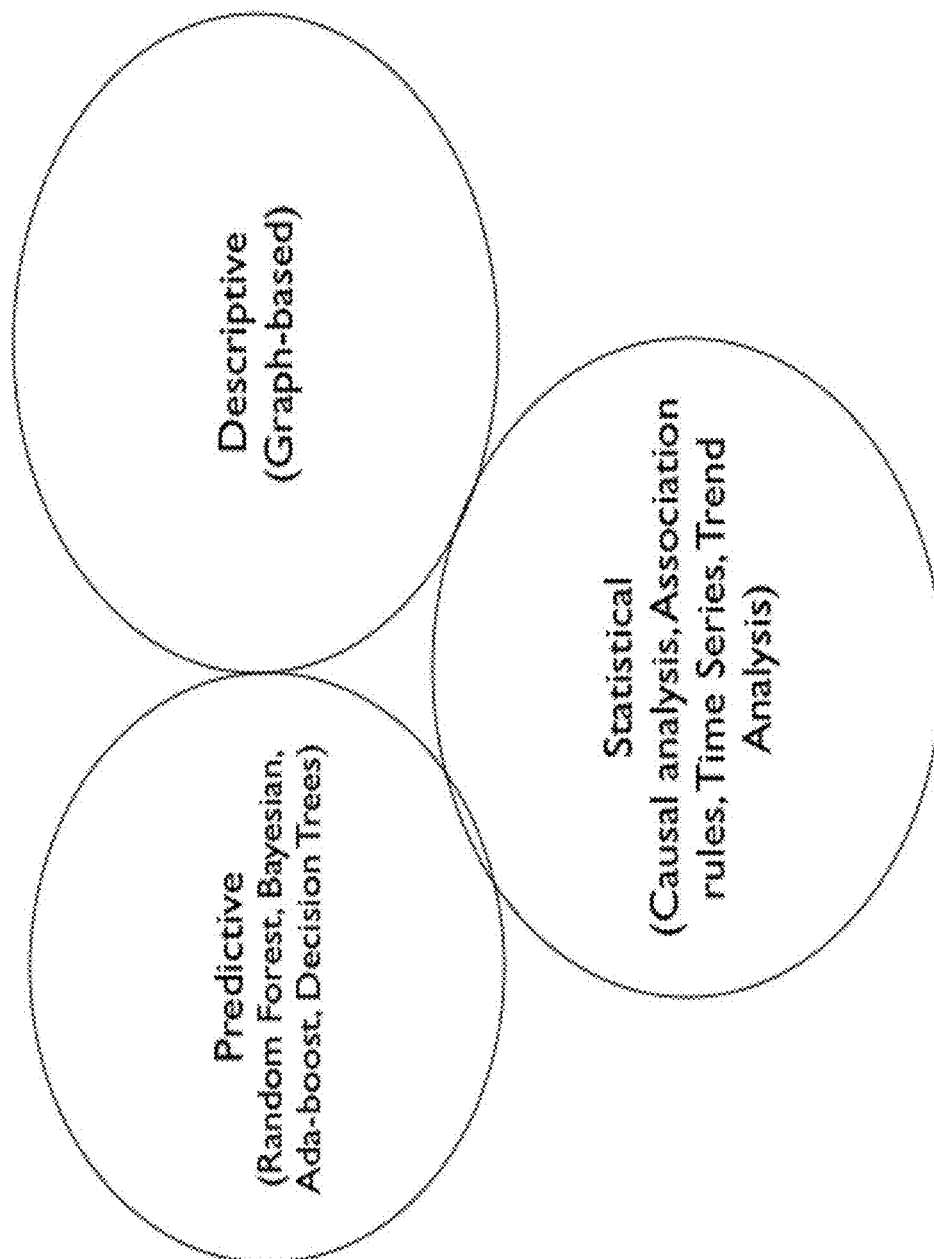 Predictive
(Random Forest, Bayesian,
Ada-boost, Decision Trees)
Descriptive
(Graph-based)
Statistical
(Causal analysis, Association
rules, Time Series, Trend
Analysis)